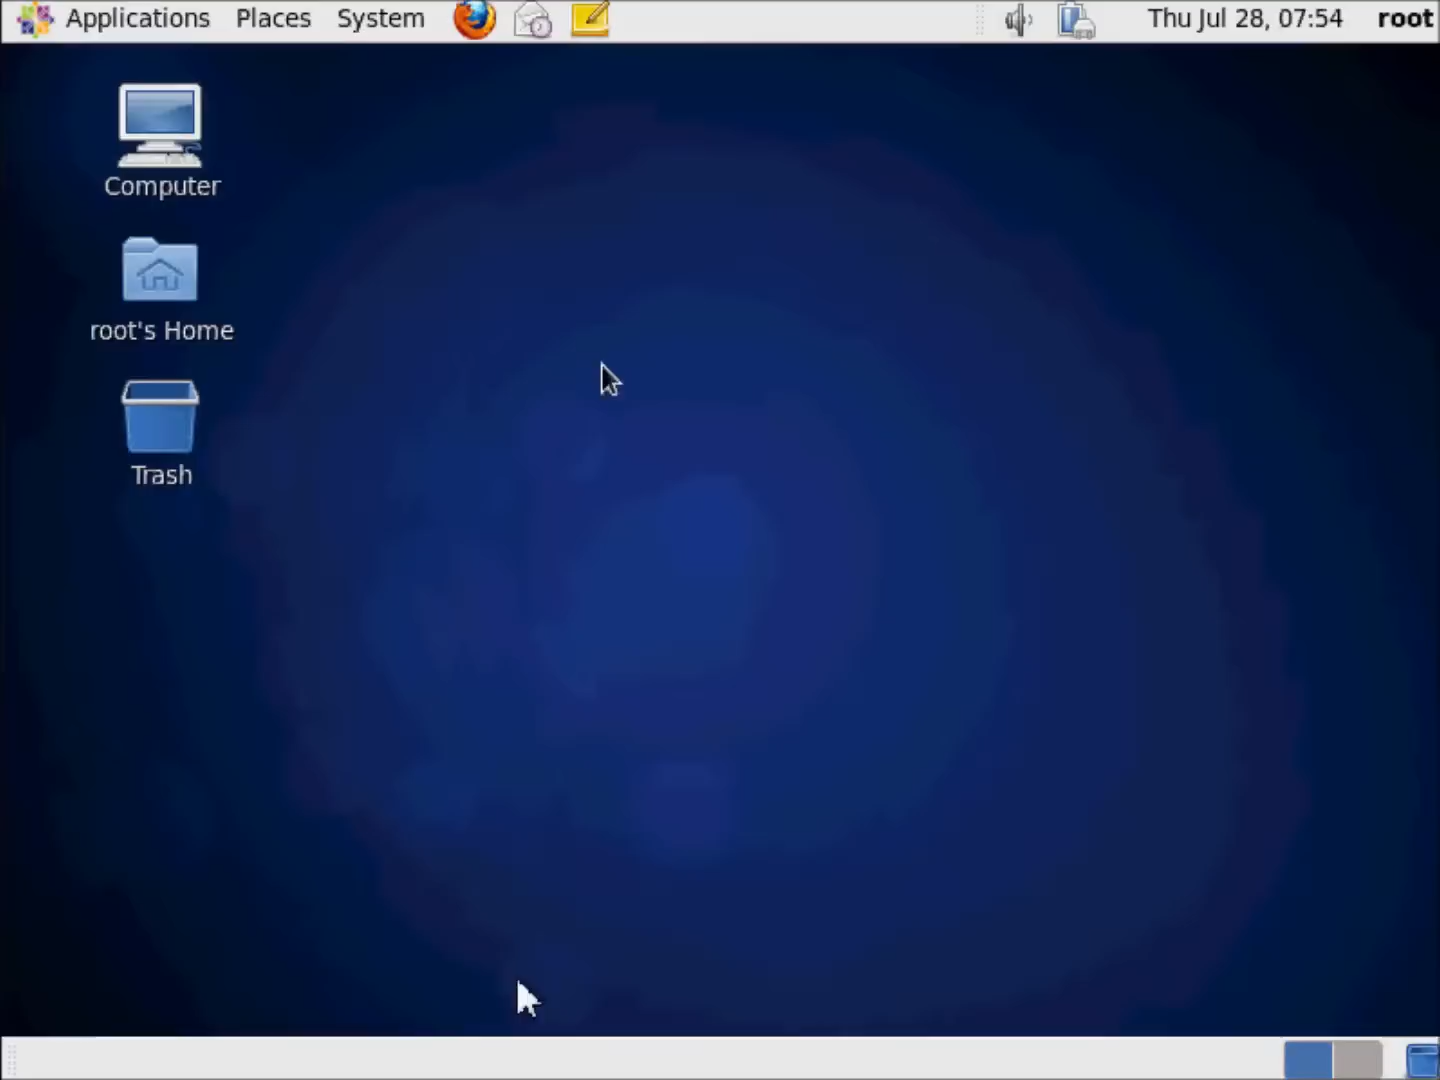 Applications Places System Thu Jul 28, 07:54 root
Computer
root's Home
Trash